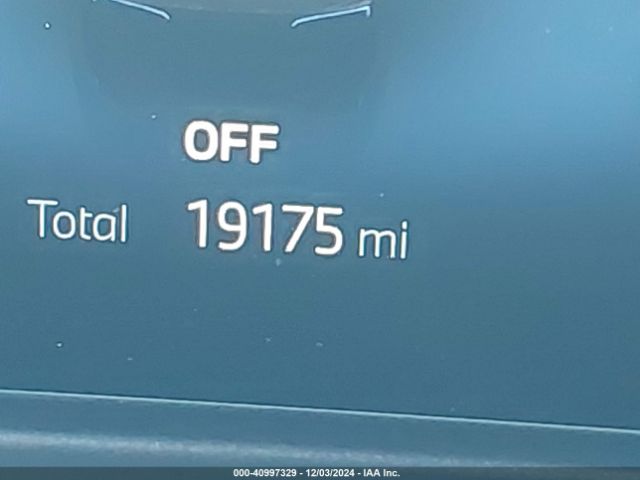 OFF
Total 19175 mi
000-40997329 - 12/03/2024 - IAA Inc.